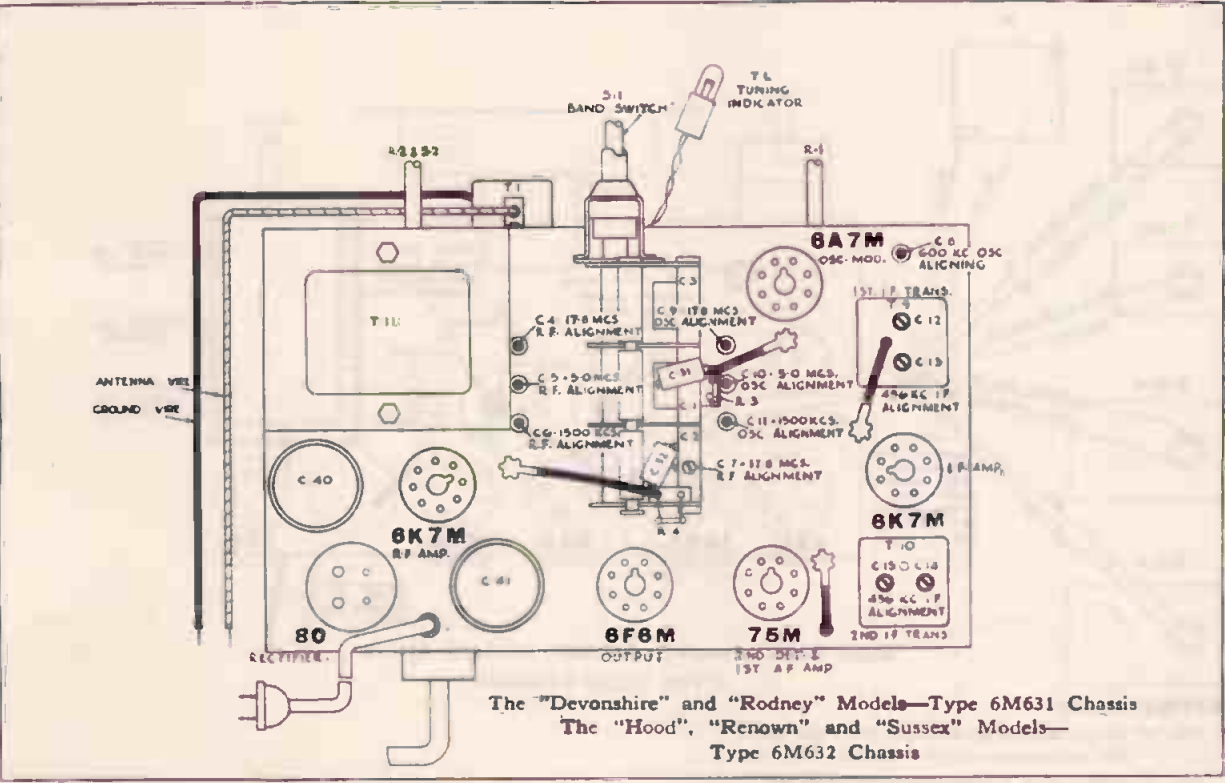 T L
TUNING
INDICATOR
S-1
BAND SWITCH
R-2 & S-2
R-1
T 1
6A7M
OSC-MOD.
C 8
600 KC OSC
ALIGNING
1ST. I.F. TRANS.
C 3
C 12
C 13
456 KC I.F.
ALIGNMENT
C 4 - 17·8 MCS.
R.F. ALIGNMENT
C 9 - 17·8 MCS.
OSC ALIGNMENT
C 5 - 5·0 MCS.
R.F. ALIGNMENT
C 31
C 10 - 5·0 MCS.
OSC ALIGNMENT
R 3
C 1
C 11 - 1500 KCS.
OSC ALIGNMENT
C 6 - 1500 KCS.
R.F. ALIGNMENT
C 2
C 7 - 17·8 MCS.
R F ALIGNMENT
R 4
ANTENNA WIRE
GROUND WIRE
C 40
6K7M
R·F AMP.
C 41
I F AMP.
6K7M
T 10
C 15 C 14
456 KC I F
ALIGNMENT
2ND I F TRANS
80
RECTIFIER.
6F6M
OUTPUT
75M
2ND DET. &
1ST A F AMP
The "Devonshire" and "Rodney" Models—Type 6M631 Chassis
The "Hood", "Renown" and "Sussex" Models—
Type 6M632 Chassis